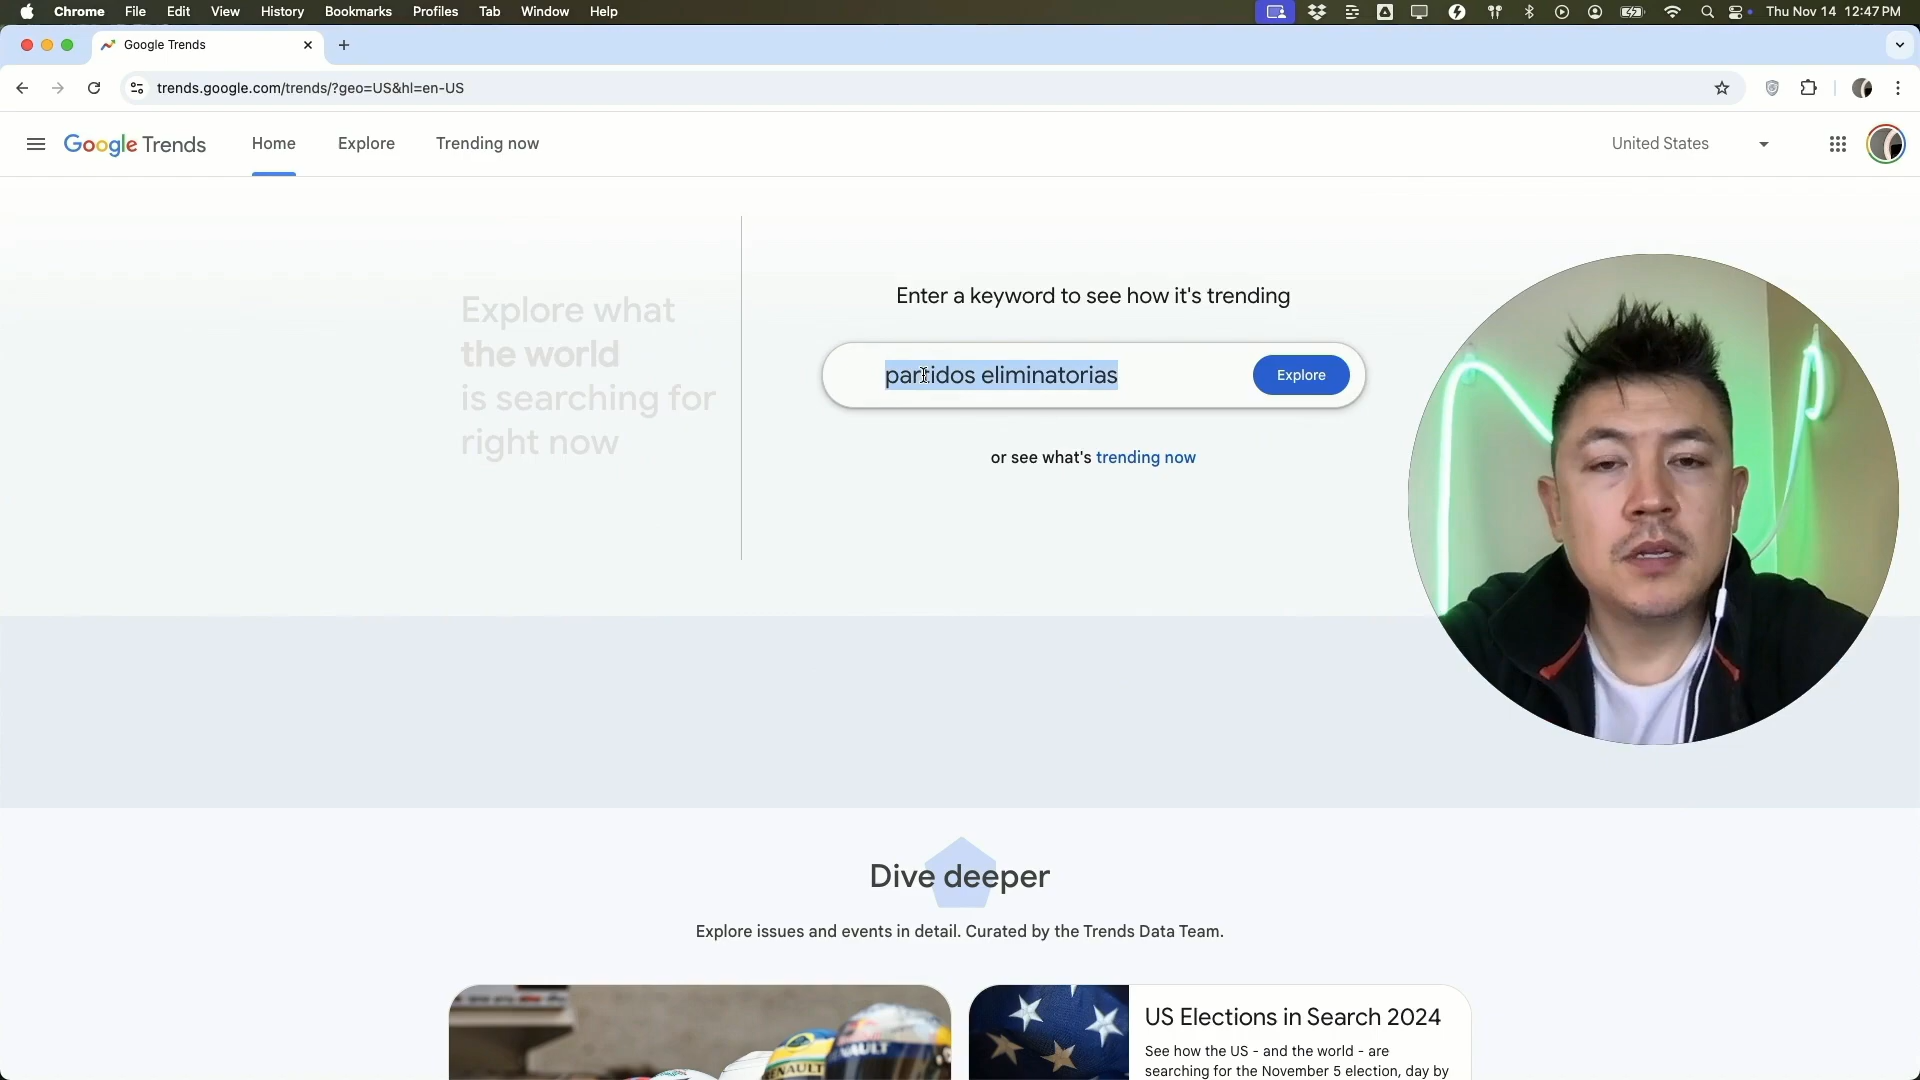 Chrome File Edit View History Bookmarks Profiles Tab Window Help Thu Nov 14 12:47 PM
Google Trends
trends.google.com/trends/?geo=US&hl=en-US
Google Trends Home Explore Trending now United States
Explore what
the world
is searching for
right now
Enter a keyword to see how it's trending
partidos eliminatorias Explore
or see what's trending now
Dive deeper
Explore issues and events in detail. Curated by the Trends Data Team.
US Elections in Search 2024
See how the US - and the world - are
searching for the November 5 election, day by
RENAULT